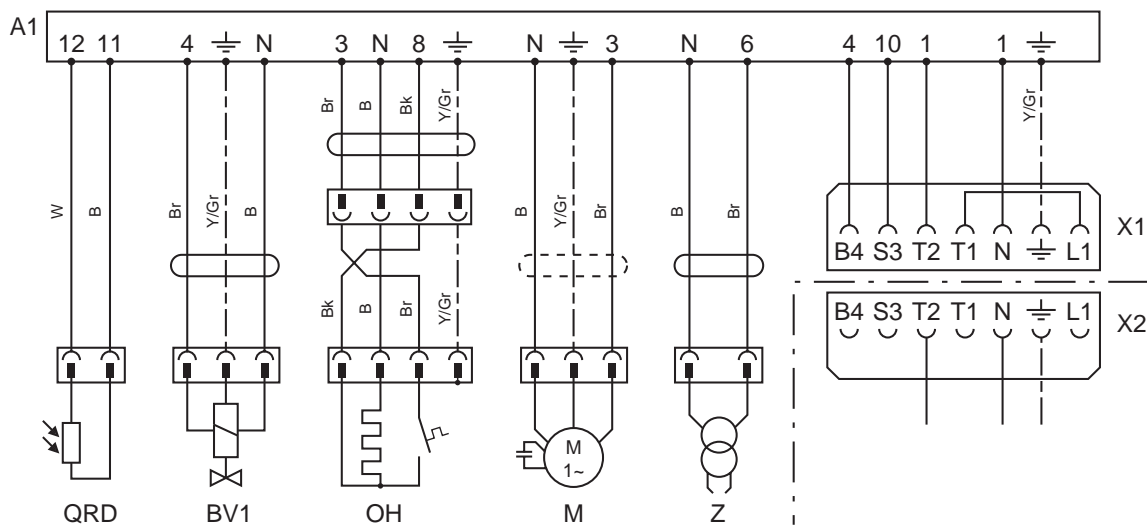 A1
12 11 4 N 3 N 8 N 3 N 6 4 10 1 1
Br B Bk Y/Gr Y/Gr
W B Br Y/Gr B B Y/Gr Br B Br
X1
B4 S3 T2 T1 N L1
Bk B Br Y/Gr
B4 S3 T2 T1 N L1
X2
M
1~
QRD BV1 OH M Z